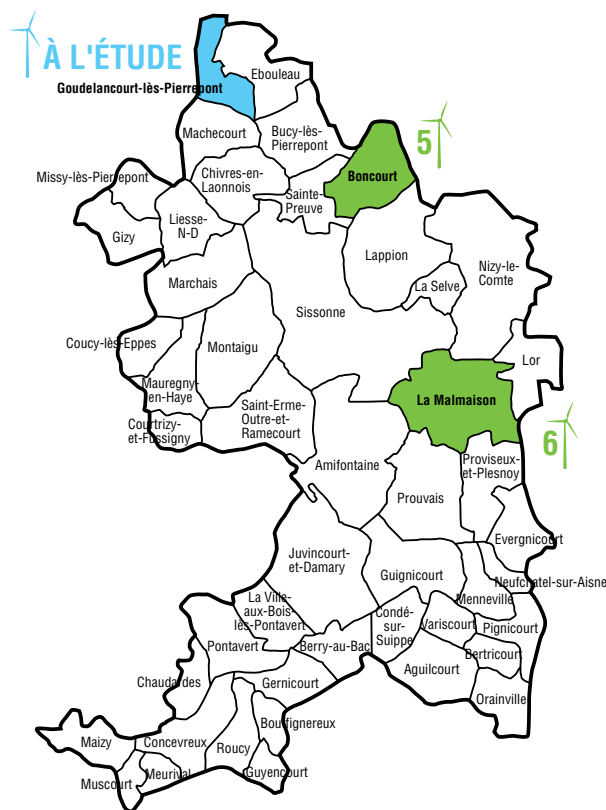 À L'ÉTUDE
Goudelancourt-lès-Pierrepont
Ebouleau
Machecourt
Bucy-lès-
Pierrepont
5
Boncourt
Missy-lès-Pierrepont
Chivres-en-
Laonnois
Sainte-
Preuve
Liesse-
N-D
Gizy
Lappion
Nizy-le-
Comte
Marchais
La Selve
Sissonne
Coucy-lès-Eppes
Montaigu
Lor
Mauregny-
en-Haye
La Malmaison
Saint-Erme-
Outre-et-
Ramecourt
Courtrizy-
et-Fussigny
6
Amifontaine
Proviseux-
et-Plesnoy
Prouvais
Evergnicourt
Juvincourt-
et-Damary
Guignicourt
Neufchatel-sur-Aisne
Menneville
La Ville-
aux-Bois-
lès-Pontavert
Condé-
sur-
Suippe
Variscourt
Pignicourt
Pontavert
Berry-au-Bac
Bertricourt
Aguilcourt
Chaudardes
Gernicourt
Orainville
Bouffignereux
Maizy
Concevreux
Roucy
Muscourt
Meurival
Guyencourt